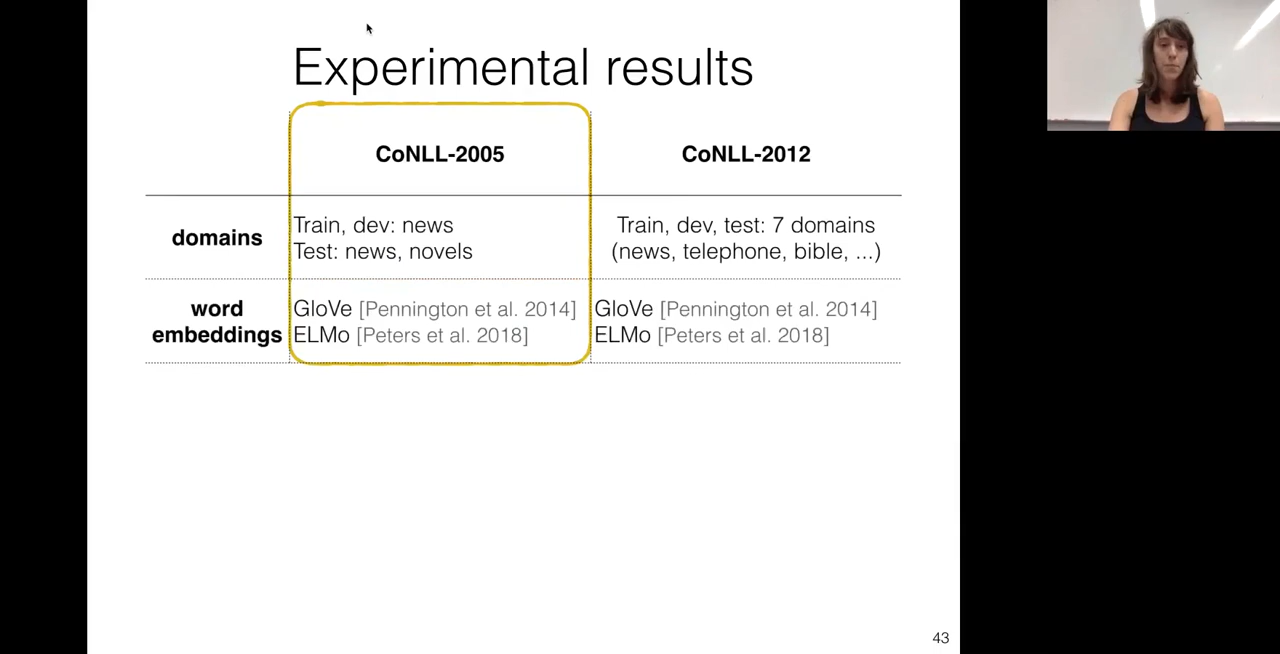 Experimental results
CoNLL-2005 CoNLL-2012
domains
Train, dev: news
Test: news, novels
Train, dev, test: 7 domains
(news, telephone, bible, ...)
word
embeddings
GloVe [Pennington et al. 2014]
ELMo [Peters et al. 2018]
GloVe [Pennington et al. 2014]
ELMo [Peters et al. 2018]
43